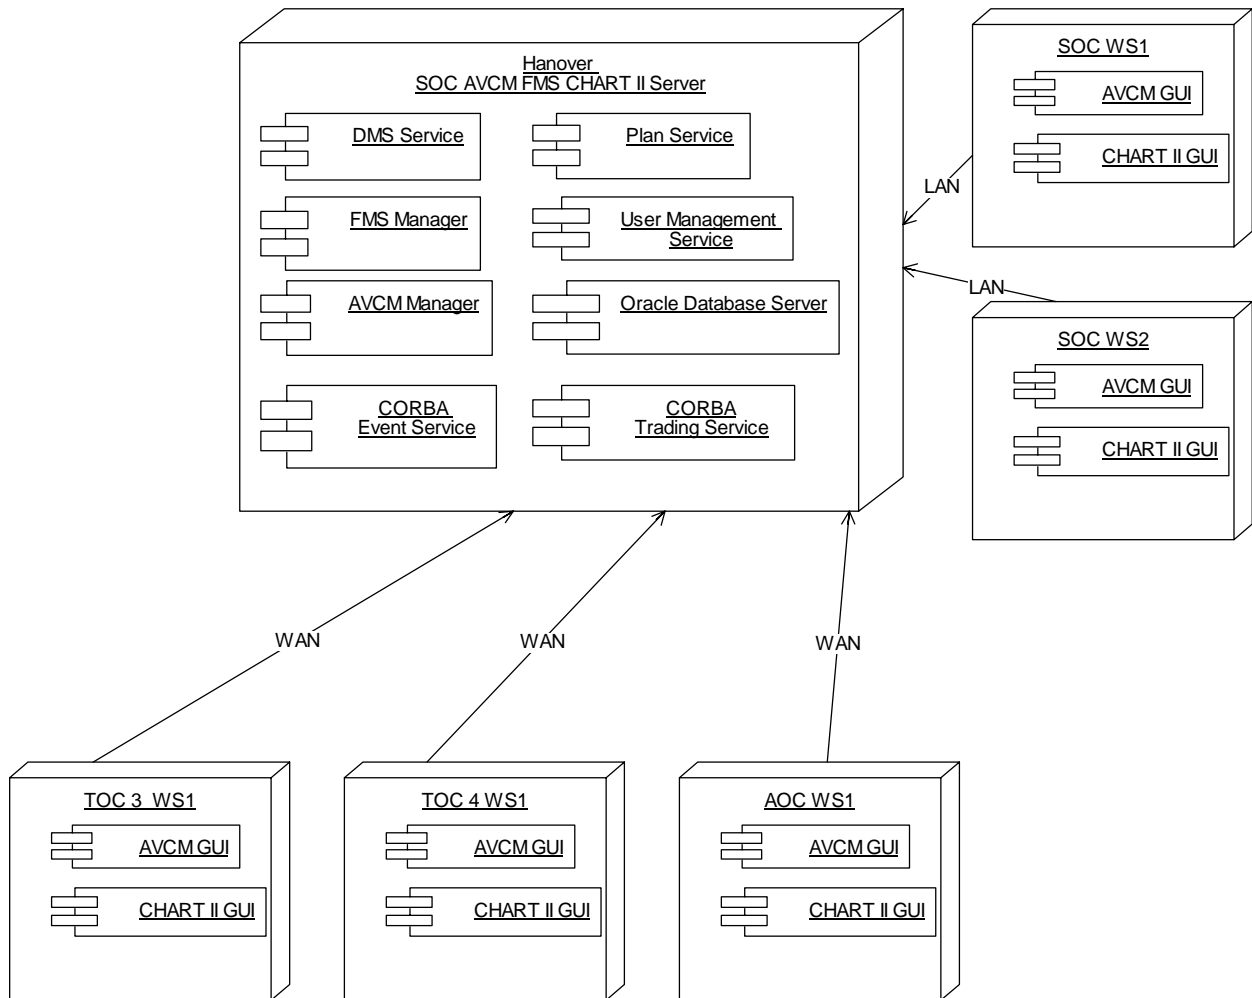 Hanover
SOC AVCM FMS CHART II Server
DMS Service
Plan Service
FMS Manager
User Management
Service
AVCM Manager
Oracle Database Server
CORBA
Event Service
CORBA
Trading Service
SOC WS1
AVCM GUI
CHART II GUI
LAN
LAN
SOC WS2
AVCM GUI
CHART II GUI
WAN
WAN
WAN
TOC 3 WS1
AVCM GUI
CHART II GUI
TOC 4 WS1
AVCM GUI
CHART II GUI
AOC WS1
AVCM GUI
CHART II GUI